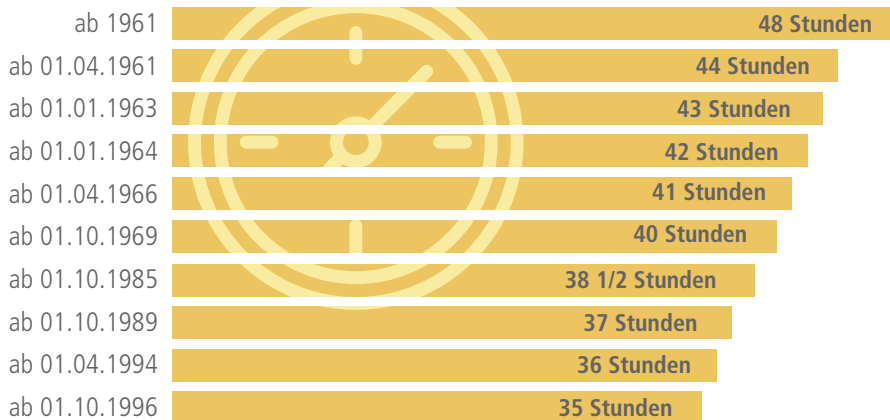 ab 1961 48 Stunden
ab 01.04.1961 44 Stunden
ab 01.01.1963 43 Stunden
ab 01.01.1964 42 Stunden
ab 01.04.1966 41 Stunden
ab 01.10.1969 40 Stunden
ab 01.10.1985 38 1/2 Stunden
ab 01.10.1989 37 Stunden
ab 01.04.1994 36 Stunden
ab 01.10.1996 35 Stunden